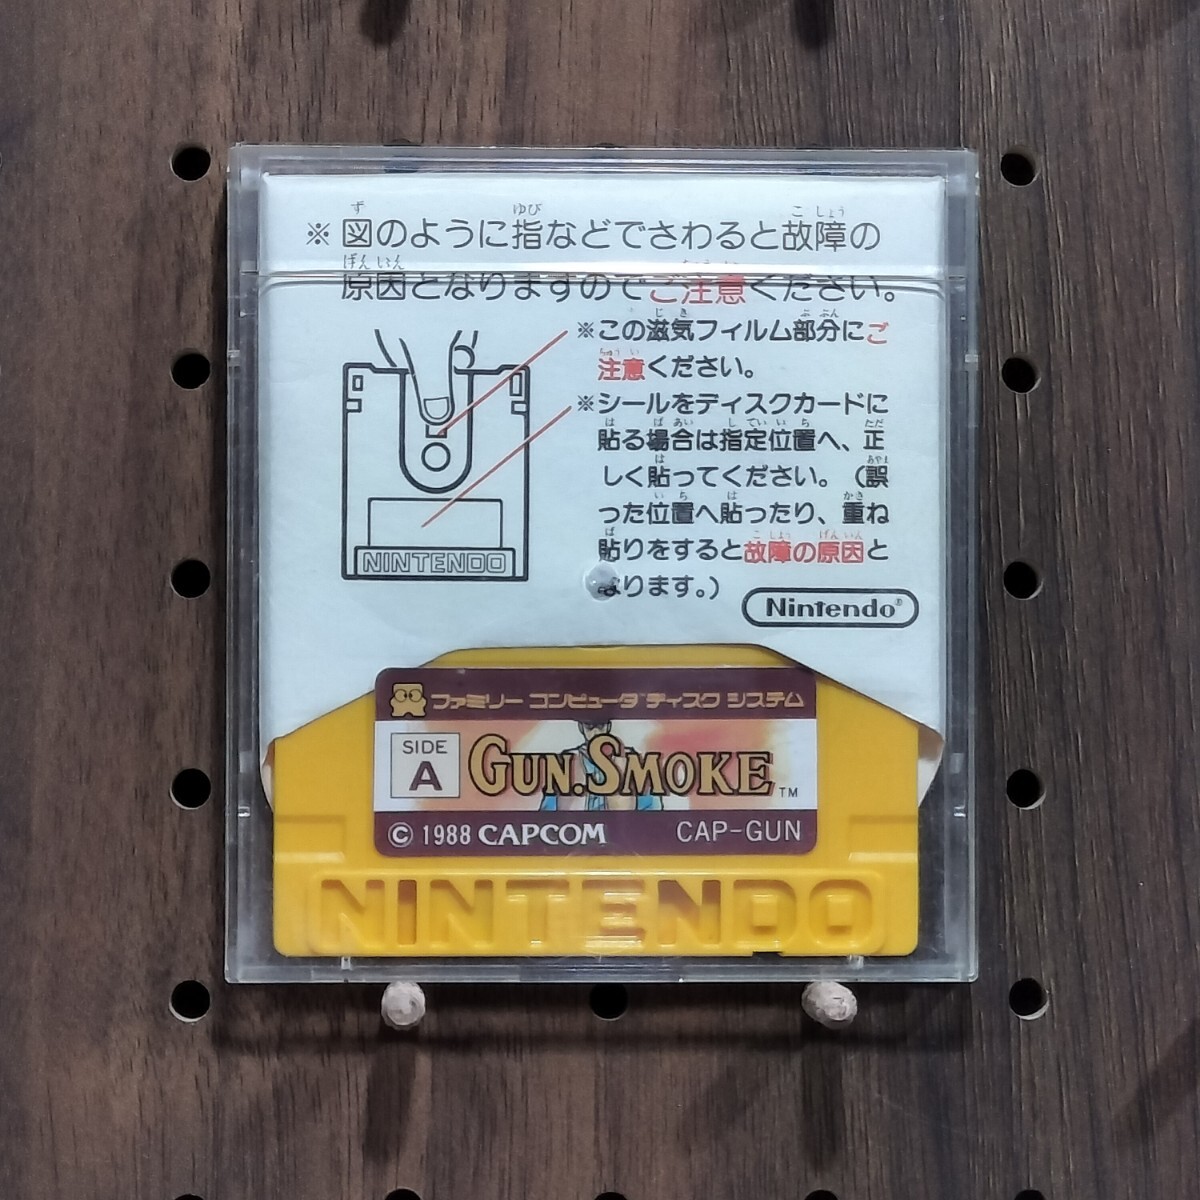 ※図のように指などでさわると故障の
原因となりますのでご注意ください。
※この滋気フィルム部分にご
注意ください。
※シールをディスクカードに
貼る場合は指定位置へ、正
しく貼ってください。（誤
った位置へ貼ったり、重ね
貼りをすると故障の原因と
なります。）
NINTENDO
Nintendo®
ファミリー コンピュータ ディスク システム
SIDE
A
GUN.SMOKE™
© 1988 CAPCOM CAP-GUN
NINTENDO